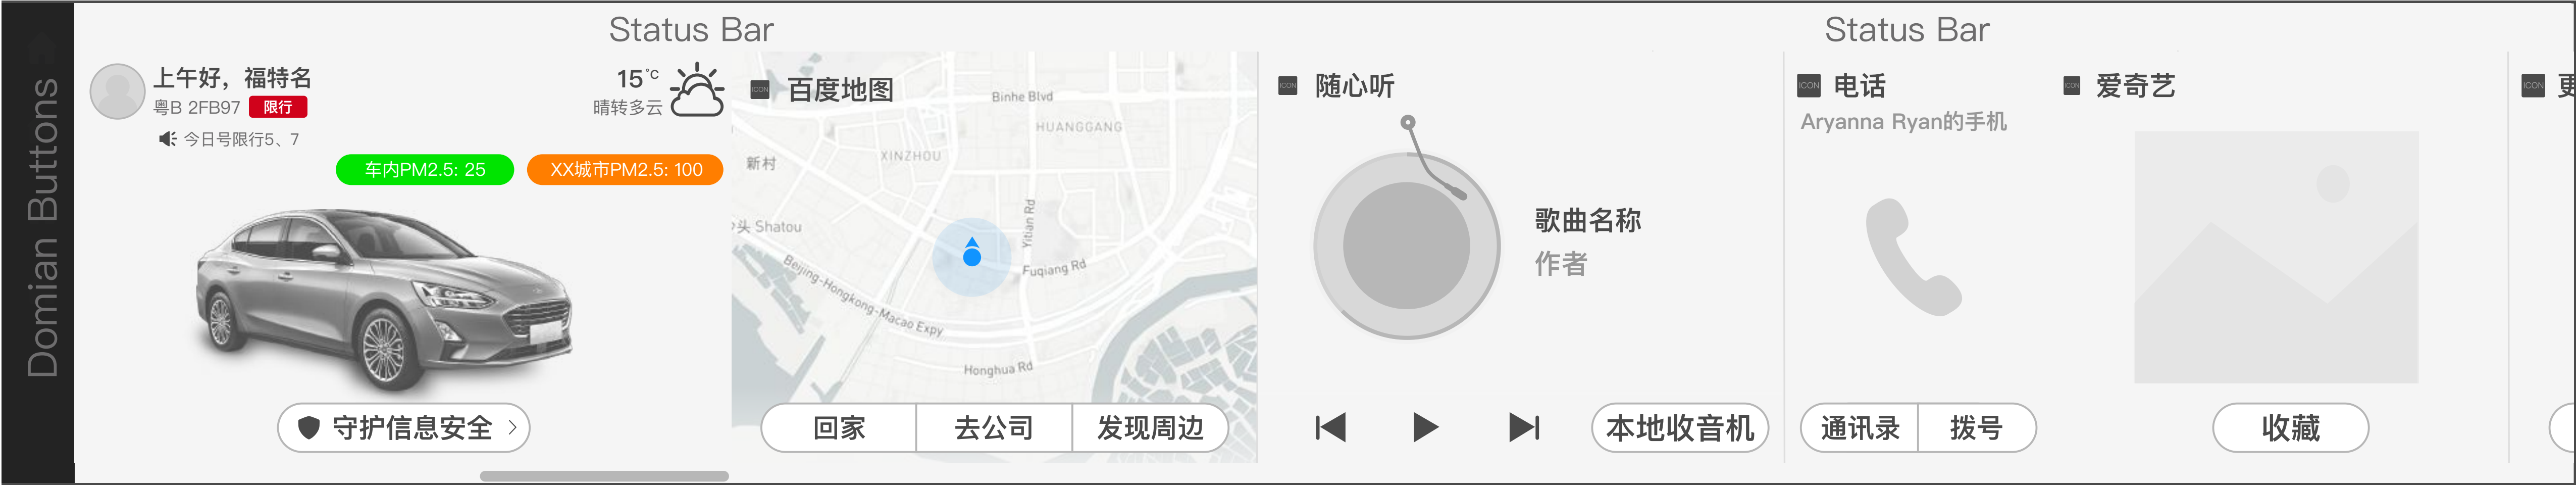 Status Bar
Status Bar
Domian Buttons
上午好，福特名
粤B 2FB97
限行
今日号限行5、7
15°C
晴转多云
车内PM2.5: 25
XX城市PM2.5: 100
守护信息安全
ICON
百度地图
Binhe Blvd
HUANGGANG
XINZHOU
新村
头 Shatou
Yitian Rd
Fuqiang Rd
Beijing-Hongkong-Macao Expy
Honghua Rd
回家
去公司
发现周边
ICON
随心听
歌曲名称
作者
本地收音机
ICON
电话
Aryanna Ryan的手机
通讯录
拨号
ICON
爱奇艺
收藏
ICON